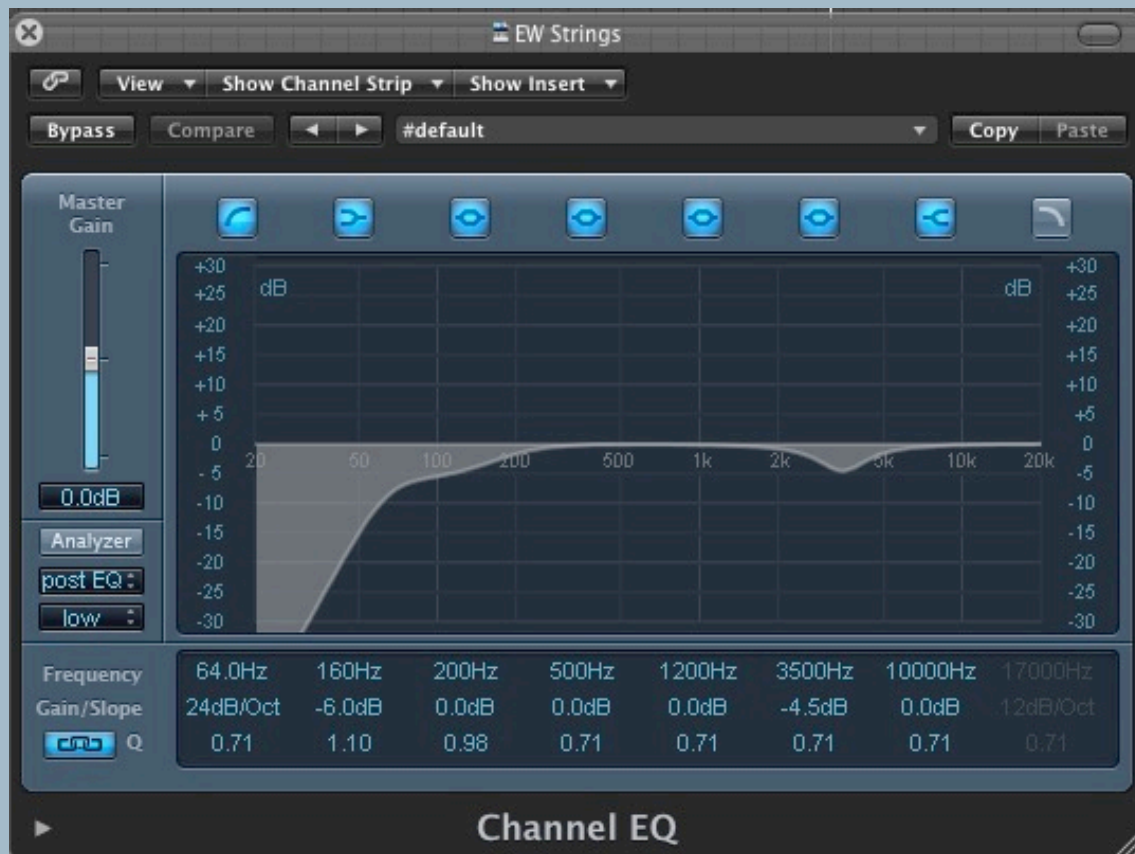 EW Strings
View Show Channel Strip Show Insert
Bypass Compare #default Copy Paste
Master
Gain
+30 +30
+25 dB dB +25
+20 +20
+15 +15
+10 +10
+ 5 +5
0 0
20 50 100 200 500 1k 2k 5k 10k 20k
- 5 -5
0.0dB
-10 -10
-15 -15
Analyzer
-20 -20
post EQ
-25 -25
low
-30 -30
Frequency 64.0Hz 160Hz 200Hz 500Hz 1200Hz 3500Hz 10000Hz 17000Hz
Gain/Slope 24dB/Oct -6.0dB 0.0dB 0.0dB 0.0dB -4.5dB 0.0dB 12dB/Oct
Q 0.71 1.10 0.98 0.71 0.71 0.71 0.71 0.71
Channel EQ